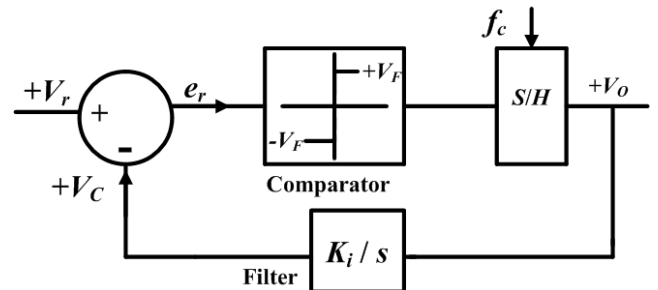 f_c
+V_r
+
-
e_r
+V_F
-V_F
S/H
+V_O
+V_C
Comparator
K_i / s
Filter